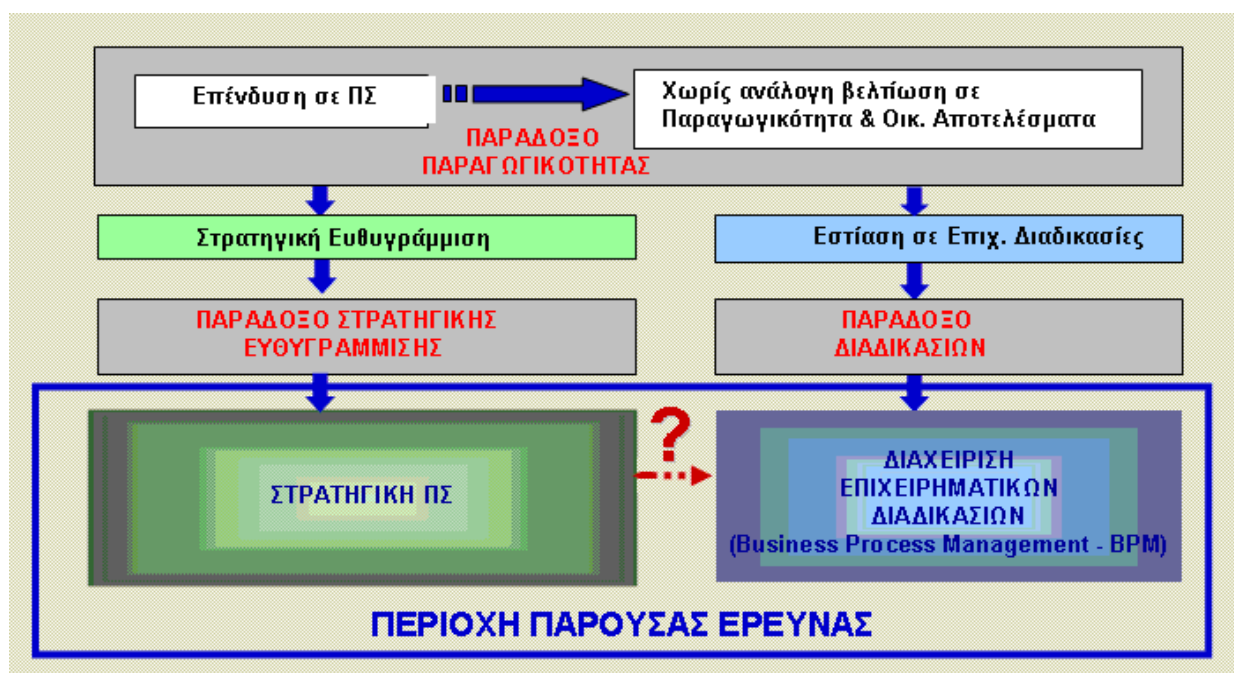 Επένδυση σε ΠΣ
Χωρίς ανάλογη βελτίωση σε
Παραγωγικότητα & Οικ. Αποτελέσματα
ΠΑΡΑΔΟΞΟ
ΠΑΡΑΓΩΓΙΚΟΤΗΤΑΣ
Στρατηγική Ευθυγράμμιση
Εστίαση σε Επιχ. Διαδικασίες
ΠΑΡΑΔΟΞΟ ΣΤΡΑΤΗΓΙΚΗΣ
ΕΥΘΥΓΡΑΜΜΙΣΗΣ
ΠΑΡΑΔΟΞΟ
ΔΙΑΔΙΚΑΣΙΩΝ
ΣΤΡΑΤΗΓΙΚΗ ΠΣ
?
ΔΙΑΧΕΙΡΙΣΗ
ΕΠΙΧΕΙΡΗΜΑΤΙΚΩΝ
ΔΙΑΔΙΚΑΣΙΩΝ
(Business Process Management - BPM)
ΠΕΡΙΟΧΗ ΠΑΡΟΥΣΑΣ ΕΡΕΥΝΑΣ